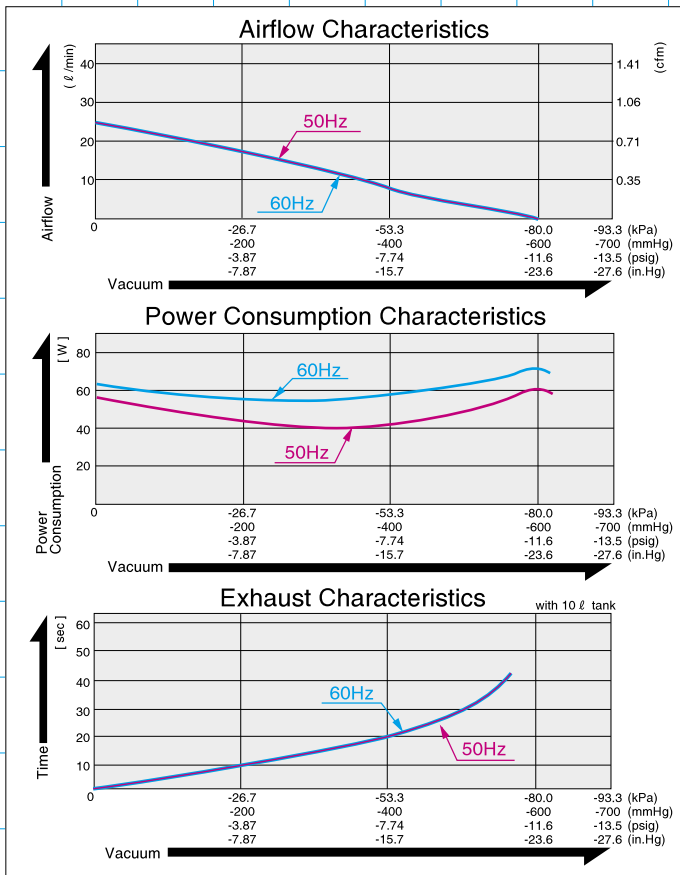 Airflow Characteristics
( ℓ /min)
(cfm)
40
30
20
10
1.41
1.06
0.71
0.35
50Hz
60Hz
Airflow
0 -26.7 -53.3 -80.0 -93.3 (kPa)
-200 -400 -600 -700 (mmHg)
-3.87 -7.74 -11.6 -13.5 (psig)
-7.87 -15.7 -23.6 -27.6 (in.Hg)
Vacuum
Power Consumption Characteristics
[ W ]
80
60
40
20
60Hz
50Hz
Power
Consumption
0 -26.7 -53.3 -80.0 -93.3 (kPa)
-200 -400 -600 -700 (mmHg)
-3.87 -7.74 -11.6 -13.5 (psig)
-7.87 -15.7 -23.6 -27.6 (in.Hg)
Vacuum
Exhaust Characteristics
with 10 ℓ tank
[ sec ]
60
50
40
30
20
10
60Hz
50Hz
Time
0 -26.7 -53.3 -80.0 -93.3 (kPa)
-200 -400 -600 -700 (mmHg)
-3.87 -7.74 -11.6 -13.5 (psig)
-7.87 -15.7 -23.6 -27.6 (in.Hg)
Vacuum